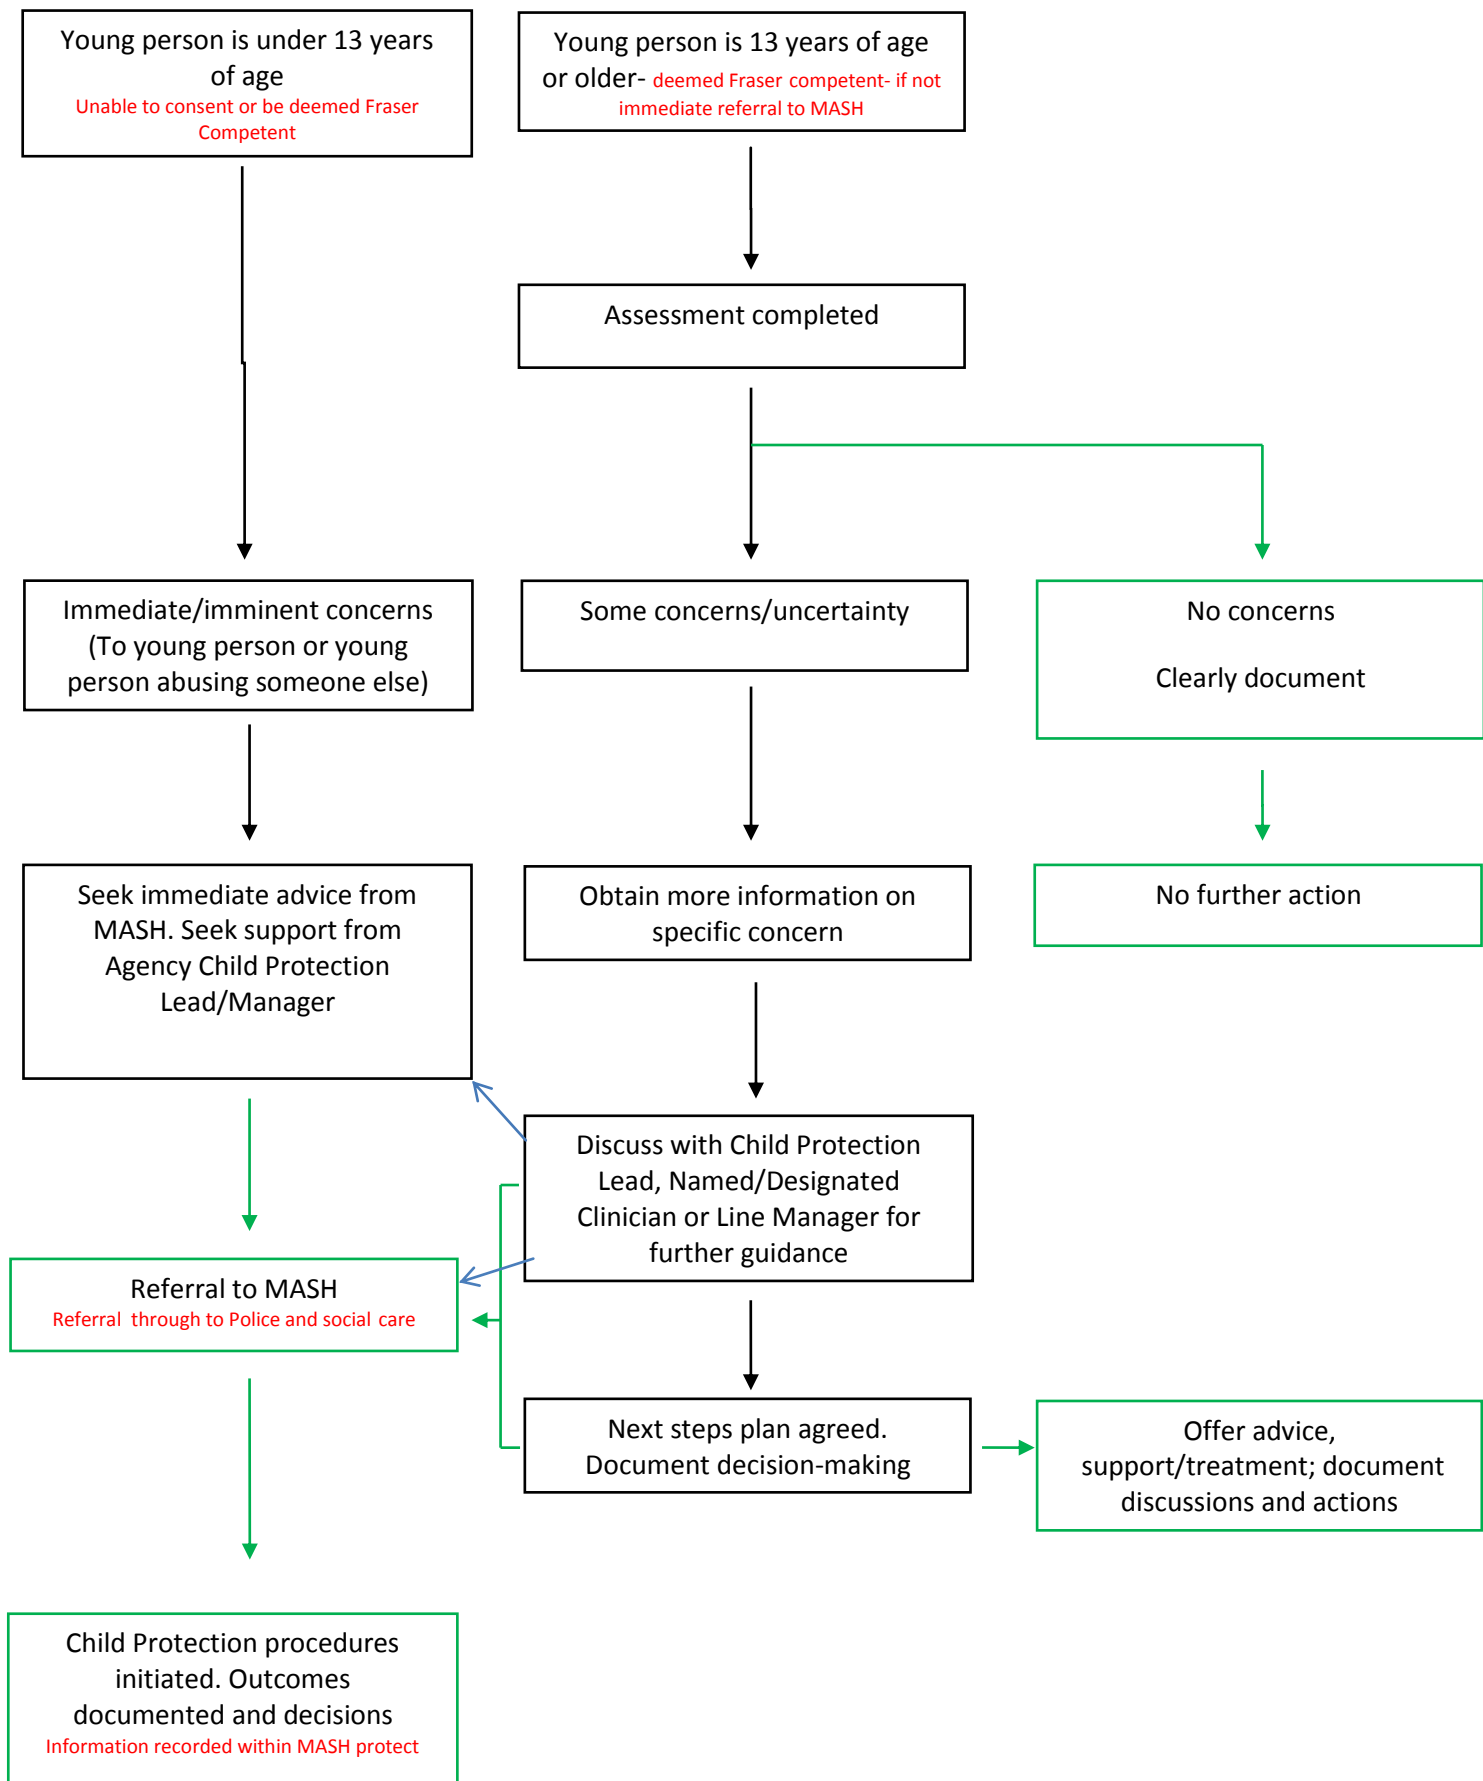 Young person is under 13 years
of age
Unable to consent or be deemed Fraser
Competent
Young person is 13 years of age
or older- deemed Fraser competent- if not
immediate referral to MASH
Assessment completed
Immediate/imminent concerns
(To young person or young
person abusing someone else)
Some concerns/uncertainty
No concerns
Clearly document
Seek immediate advice from
MASH. Seek support from
Agency Child Protection
Lead/Manager
Obtain more information on
specific concern
No further action
Discuss with Child Protection
Lead, Named/Designated
Clinician or Line Manager for
further guidance
Referral to MASH
Referral through to Police and social care
Next steps plan agreed.
Document decision-making
Offer advice,
support/treatment; document
discussions and actions
Child Protection procedures
initiated. Outcomes
documented and decisions
Information recorded within MASH protect